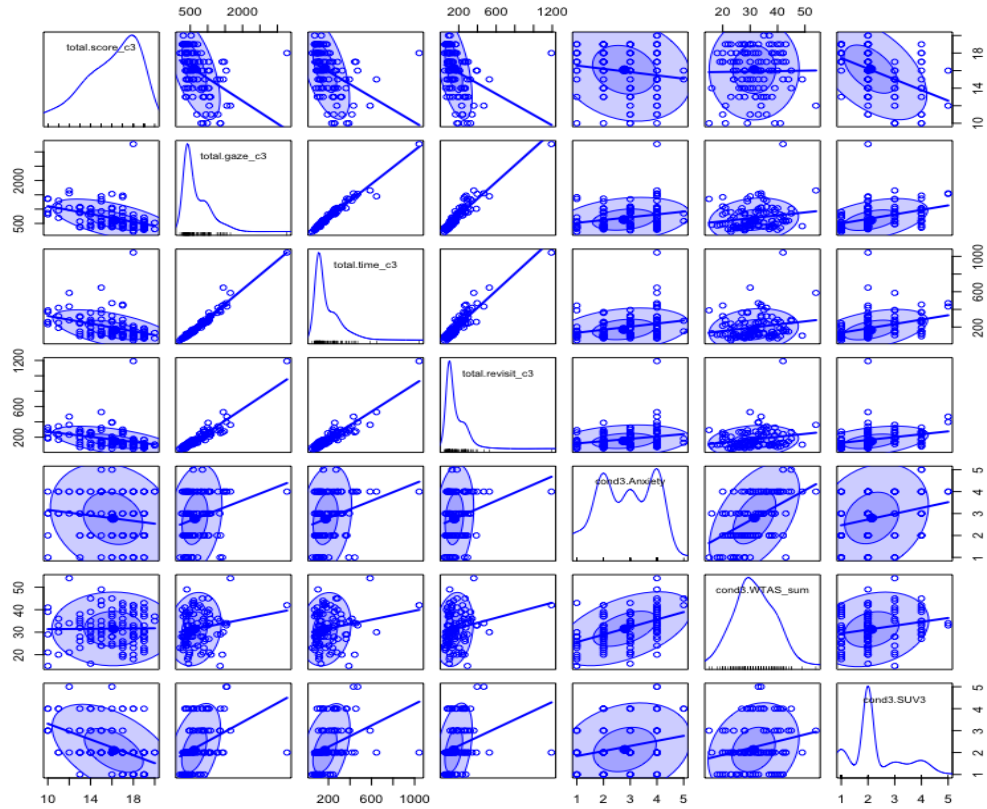 500 2000
200 600 1200
20 30 40 50
total.score_c3
10 14 18
total.gaze_c3
500 2000
total.time_c3
200 600 1000
total.revisit_c3
200 600 1200
cond3.Anxiety
1 2 3 4 5
cond3.WTAS_sum
20 30 40 50
cond3.SUV3
1 2 3 4 5
10 14 18
200 600 1000
1 2 3 4 5
1 2 3 4 5